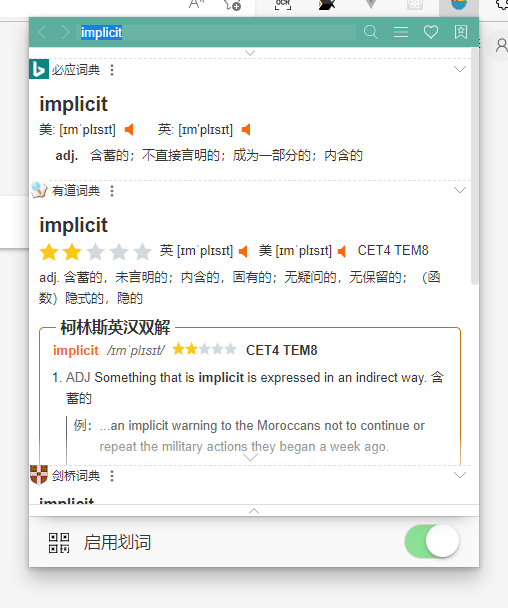 OCR
implicit
必应词典
implicit
美: [ɪmˈplɪsɪt] 英: [ɪm'plɪsɪt]
adj. 含蓄的；不直接言明的；成为一部分的；内含的
有道词典
implicit
英 [ɪmˈplɪsɪt] 美 [ɪmˈplɪsɪt] CET4 TEM8
adj. 含蓄的，未言明的；内含的，固有的；无疑问的，无保留的；（函
数）隐式的，隐的
柯林斯英汉双解
implicit /ɪmˈplɪsɪt/ CET4 TEM8
1. ADJ Something that is implicit is expressed in an indirect way. 含
蓄的
例： ...an implicit warning to the Moroccans not to continue or
repeat the military actions they began a week ago.
剑桥词典
implicit
启用划词